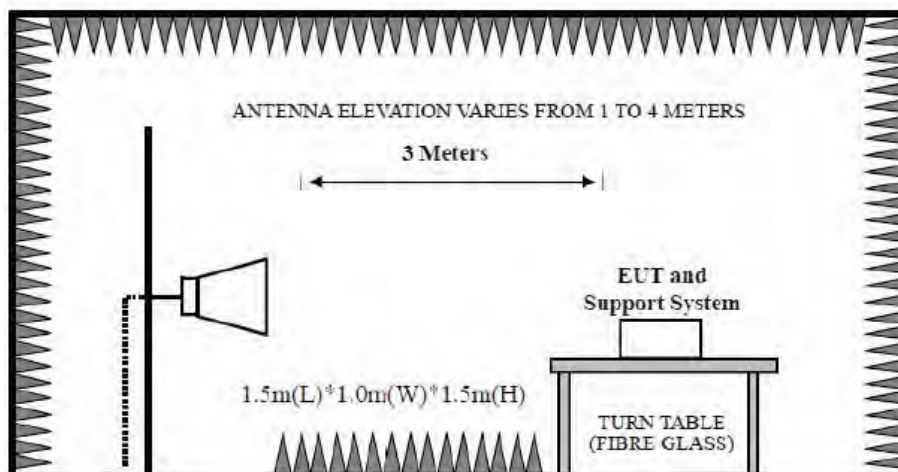 ANTENNA ELEVATION VARIES FROM 1 TO 4 METERS
3 Meters
EUT and
Support System
1.5m(L)*1.0m(W)*1.5m(H)
TURN TABLE
(FIBRE GLASS)